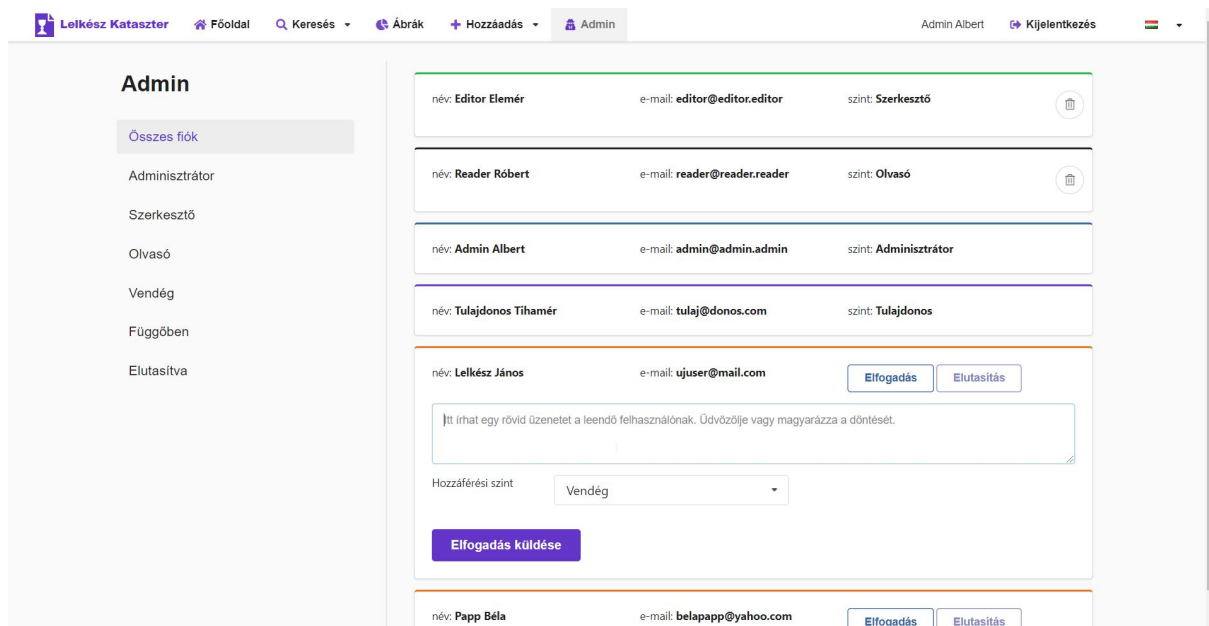 Lelkész Kataszter Főoldal Keresés Ábrák Hozzáadás Admin Admin Albert Kijelentkezés
Admin
Összes fiók
Adminisztrátor
Szerkesztő
Olvasó
Vendég
Függőben
Elutasítva
név: Editor Elemér e-mail: editor@editor.editor szint: Szerkesztő
név: Reader Róbert e-mail: reader@reader.reader szint: Olvasó
név: Admin Albert e-mail: admin@admin.admin szint: Adminisztrátor
név: Tulajdonos Tihamér e-mail: tulaj@donos.com szint: Tulajdonos
név: Lelkész János e-mail: ujuser@mail.com Elfogadás Elutasítás
Itt írhat egy rövid üzenetet a leendő felhasználónak. Üdvözölje vagy magyarázza a döntését.
Hozzáférési szint Vendég
Elfogadás küldése
név: Papp Béla e-mail: belapapp@yahoo.com Elfogadás Elutasítás